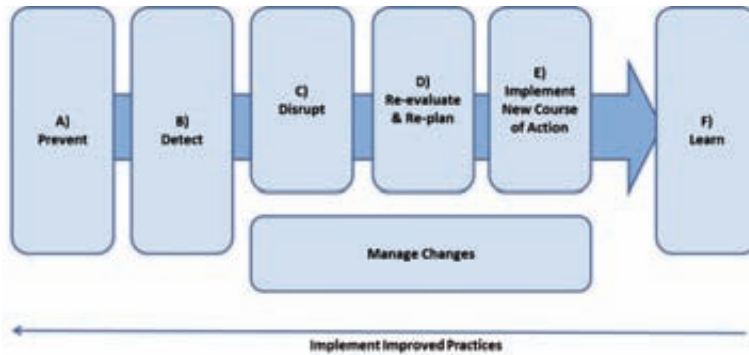 A)
Prevent
B)
Detect
C)
Disrupt
D)
Re-evaluate
& Re-plan
E)
Implement
New Course
of Action
F)
Learn
Manage Changes
Implement Improved Practices